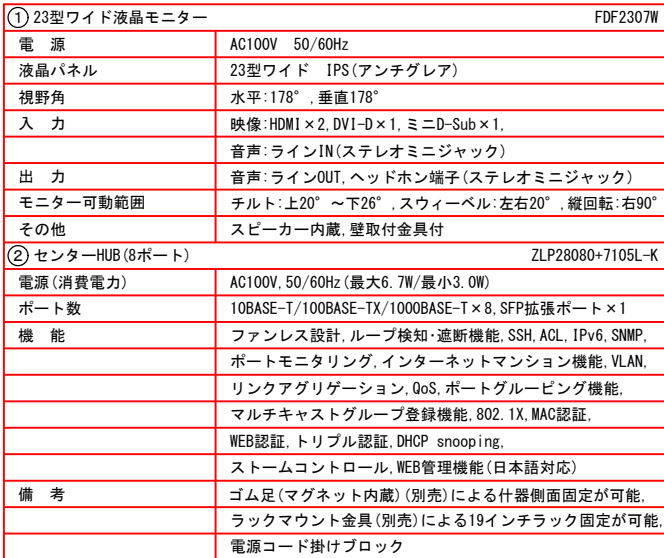 ① 23型ワイド液晶モニター FDF2307W
電　源 AC100V 50/60Hz
液晶パネル 23型ワイド IPS(アンチグレア)
視野角 水平:178°,垂直178°
入　力 映像:HDMI×2,DVI-D×1,ミニD-Sub×1,
音声:ラインIN(ステレオミニジャック)
出　力 音声:ラインOUT,ヘッドホン端子(ステレオミニジャック)
モニター可動範囲 チルト:上20°～下26°,スウィーベル:左右20°,縦回転:右90°
その他 スピーカー内蔵,壁取付金具付
② センターHUB(8ポート) ZLP28080+7105L-K
電源(消費電力) AC100V,50/60Hz(最大6.7W/最小3.0W)
ポート数 10BASE-T/100BASE-TX/1000BASE-T×8,SFP拡張ポート×1
機　能 ファンレス設計,ループ検知・遮断機能,SSH,ACL,IPv6,SNMP,
ポートモニタリング,インターネットマンション機能,VLAN,
リンクアグリゲーション,QoS,ポートグルーピング機能,
マルチキャストグループ登録機能,802.1X,MAC認証,
WEB認証,トリプル認証,DHCP snooping,
ストームコントロール,WEB管理機能(日本語対応)
備　考 ゴム足(マグネット内蔵)(別売)による什器側面固定が可能,
ラックマウント金具(別売)による19インチラック固定が可能,
電源コード掛けブロック